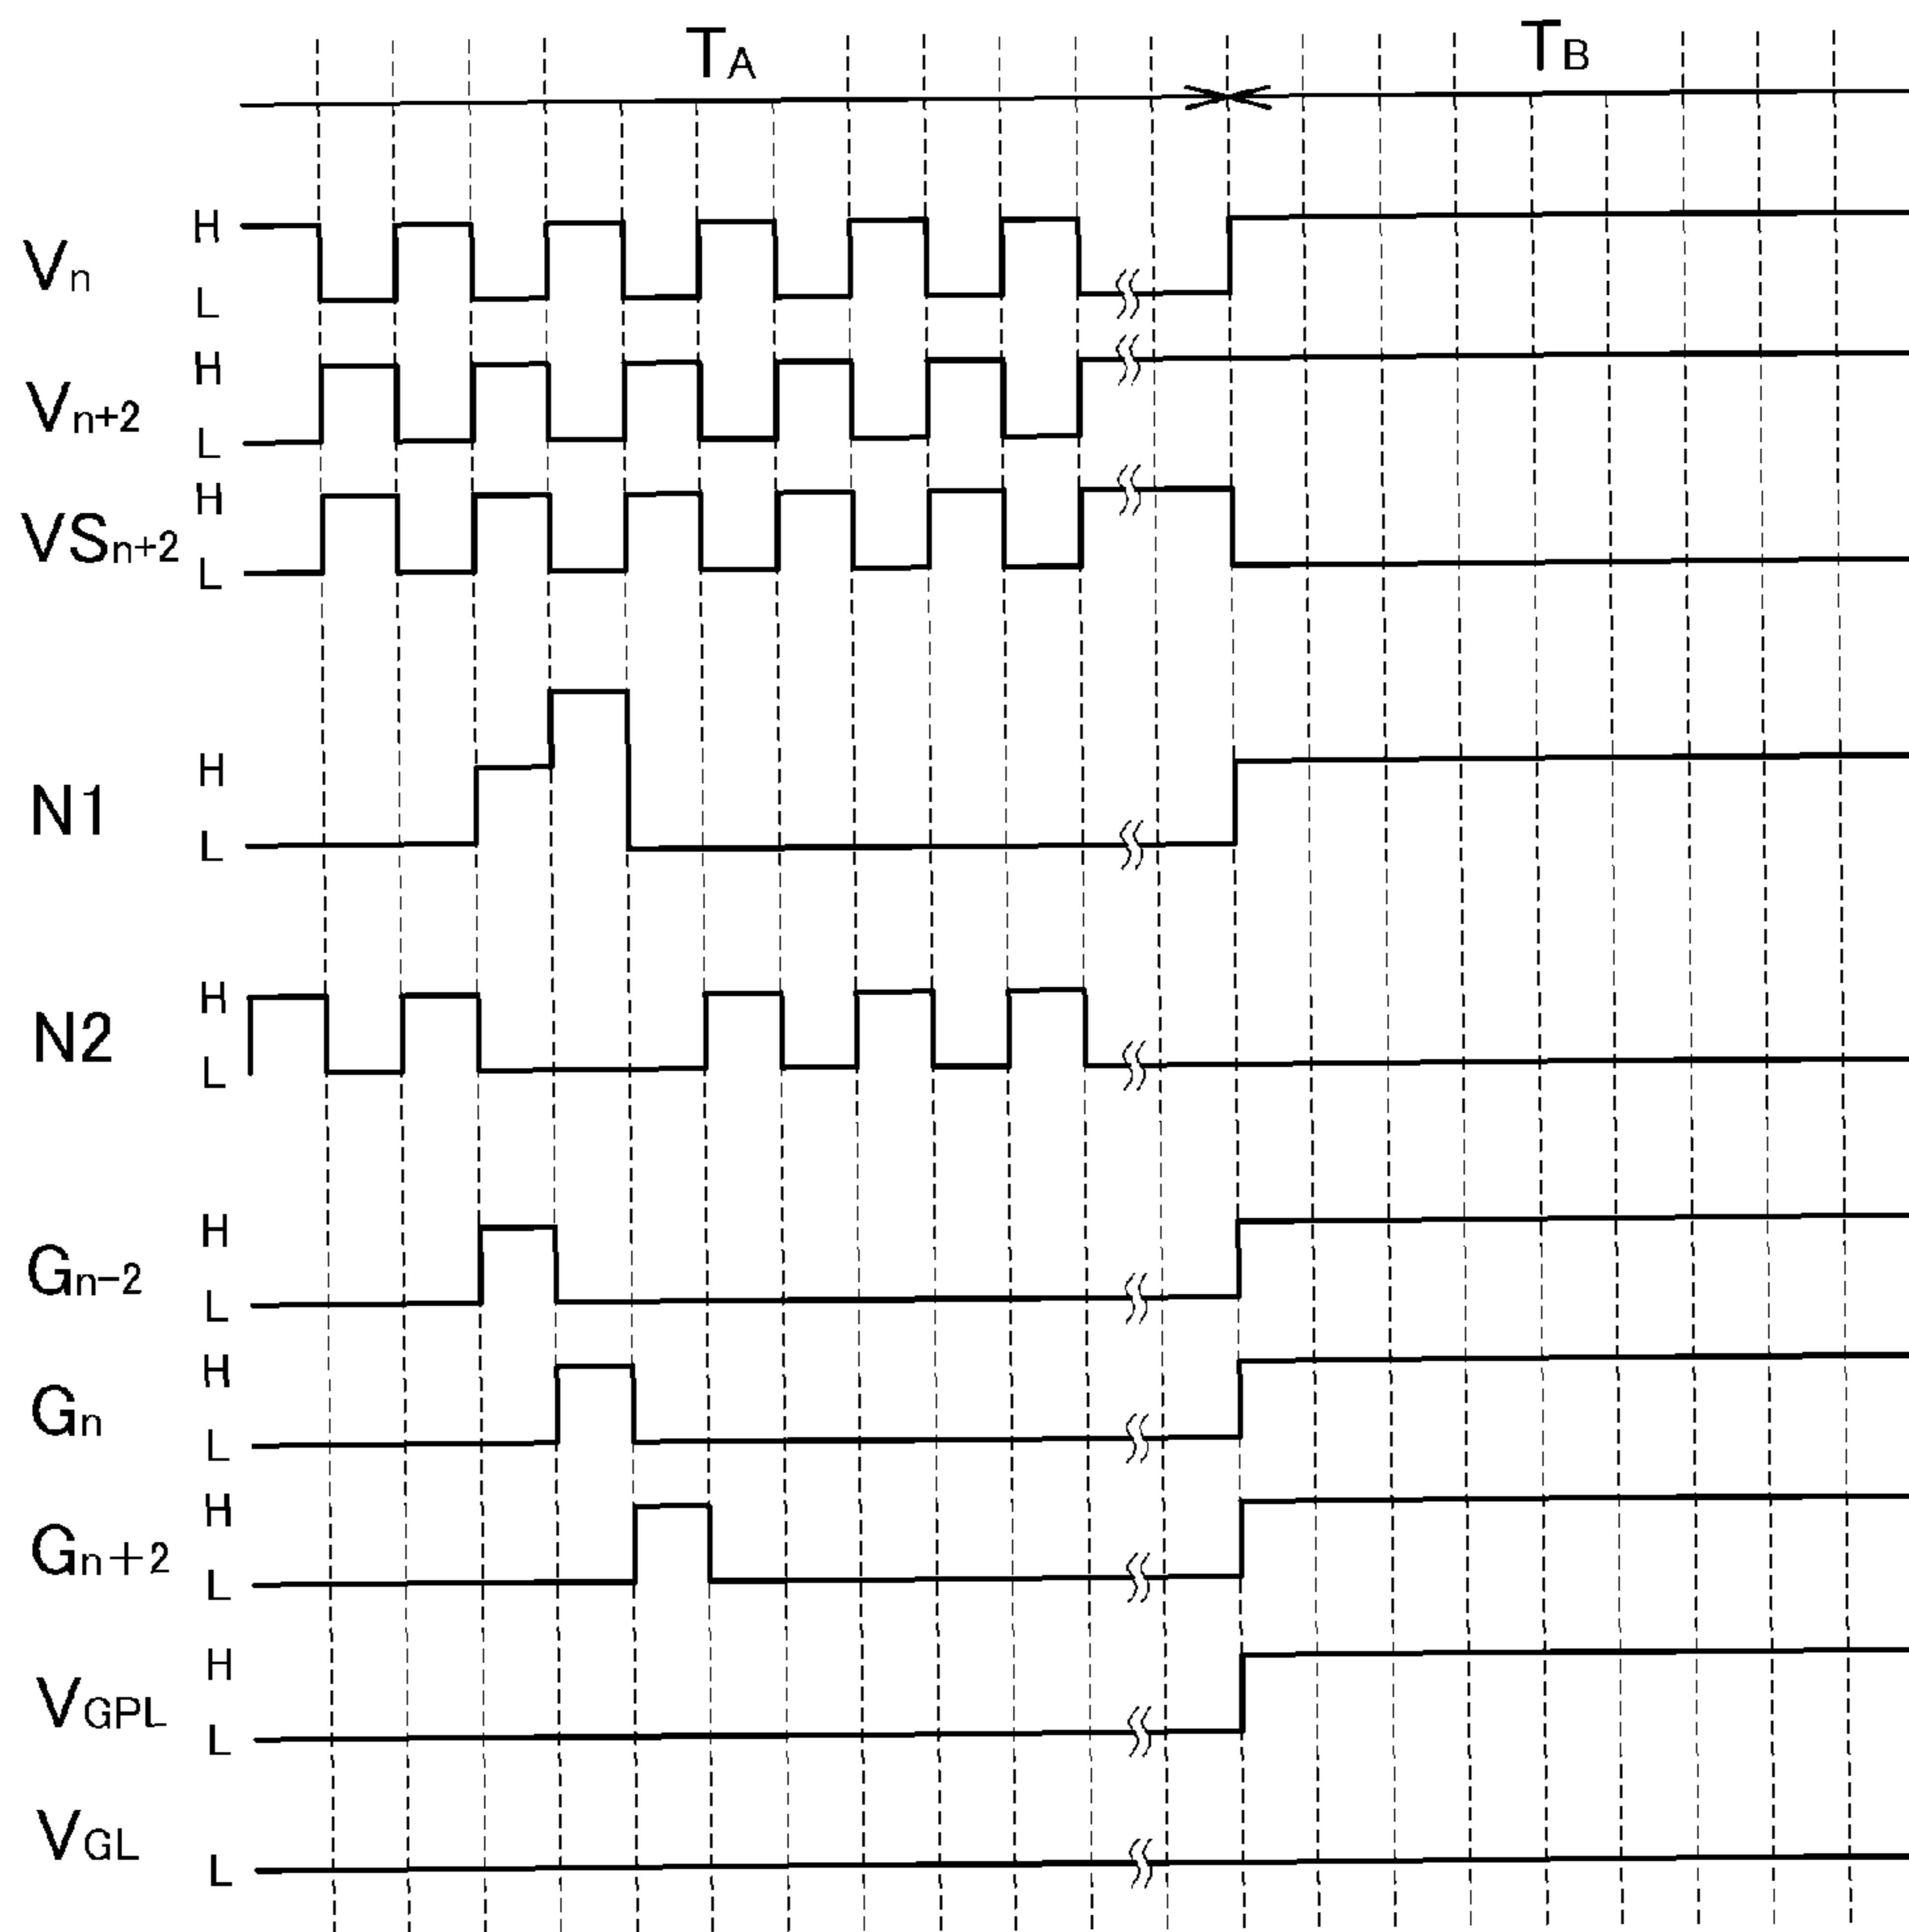 TA TB
Vn H L
Vn+2 H L
VSn+2 H L
N1 H L
N2 H L
Gn-2 H L
Gn H L
Gn+2 H L
VGPL H L
VGL L